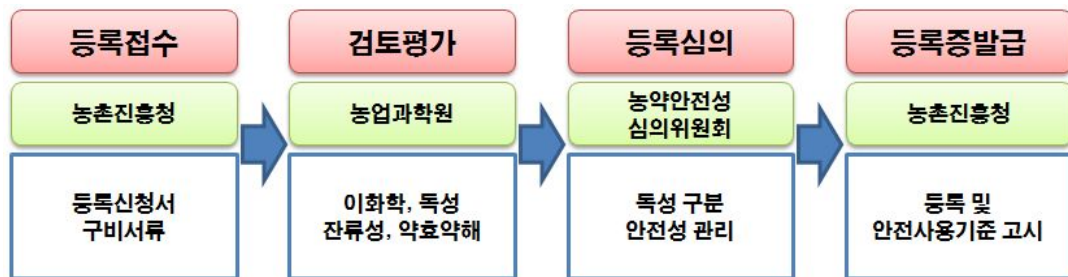 등록접수
농촌진흥청
등록신청서
구비서류
검토평가
농업과학원
이화학, 독성
잔류성, 약효약해
등록심의
농약안전성
심의위원회
독성 구분
안전성 관리
등록증발급
농촌진흥청
등록 및
안전사용기준 고시